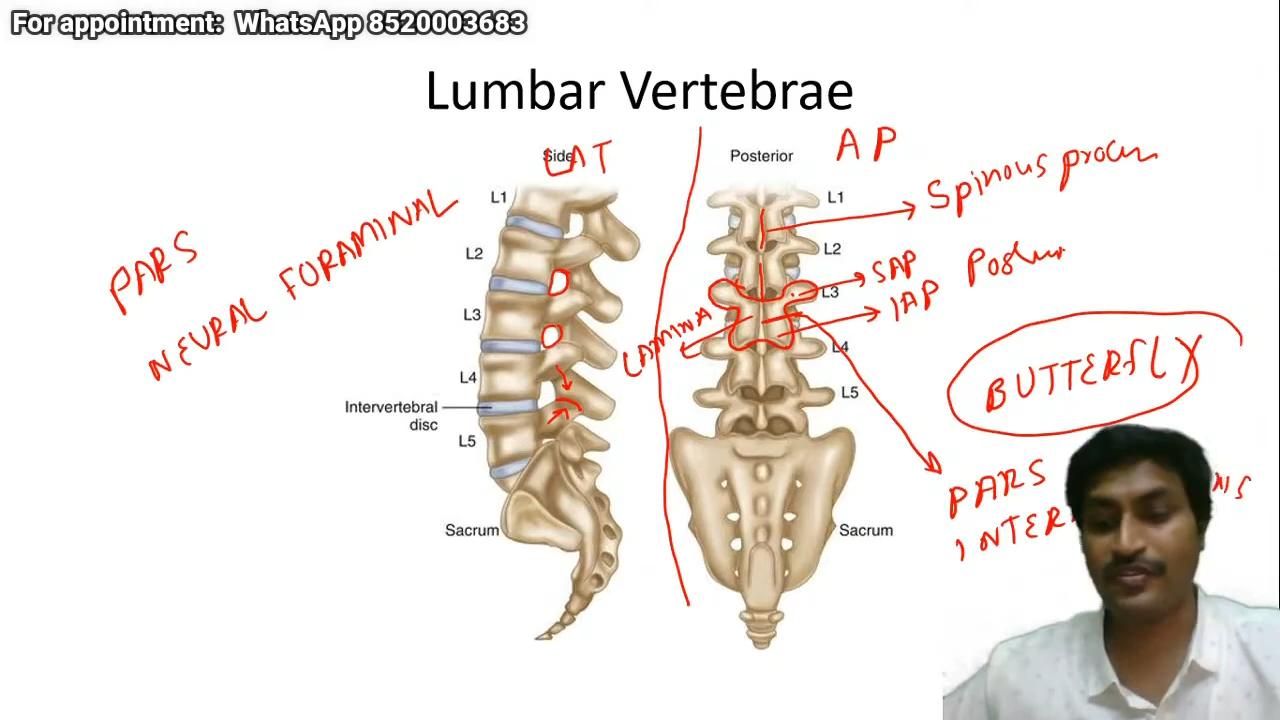 For appointment: WhatsApp 8520003683
Lumbar Vertebrae
Side
LAT
Posterior
AP
L1
L2
L3
L4
L5
Intervertebral
disc
Sacrum
L1
L2
L3
L4
L5
Sacrum
PARS
NEURAL FORAMINAL
Spinous
SAP
IAP
LAMINA
BUTTERFLY
PARS